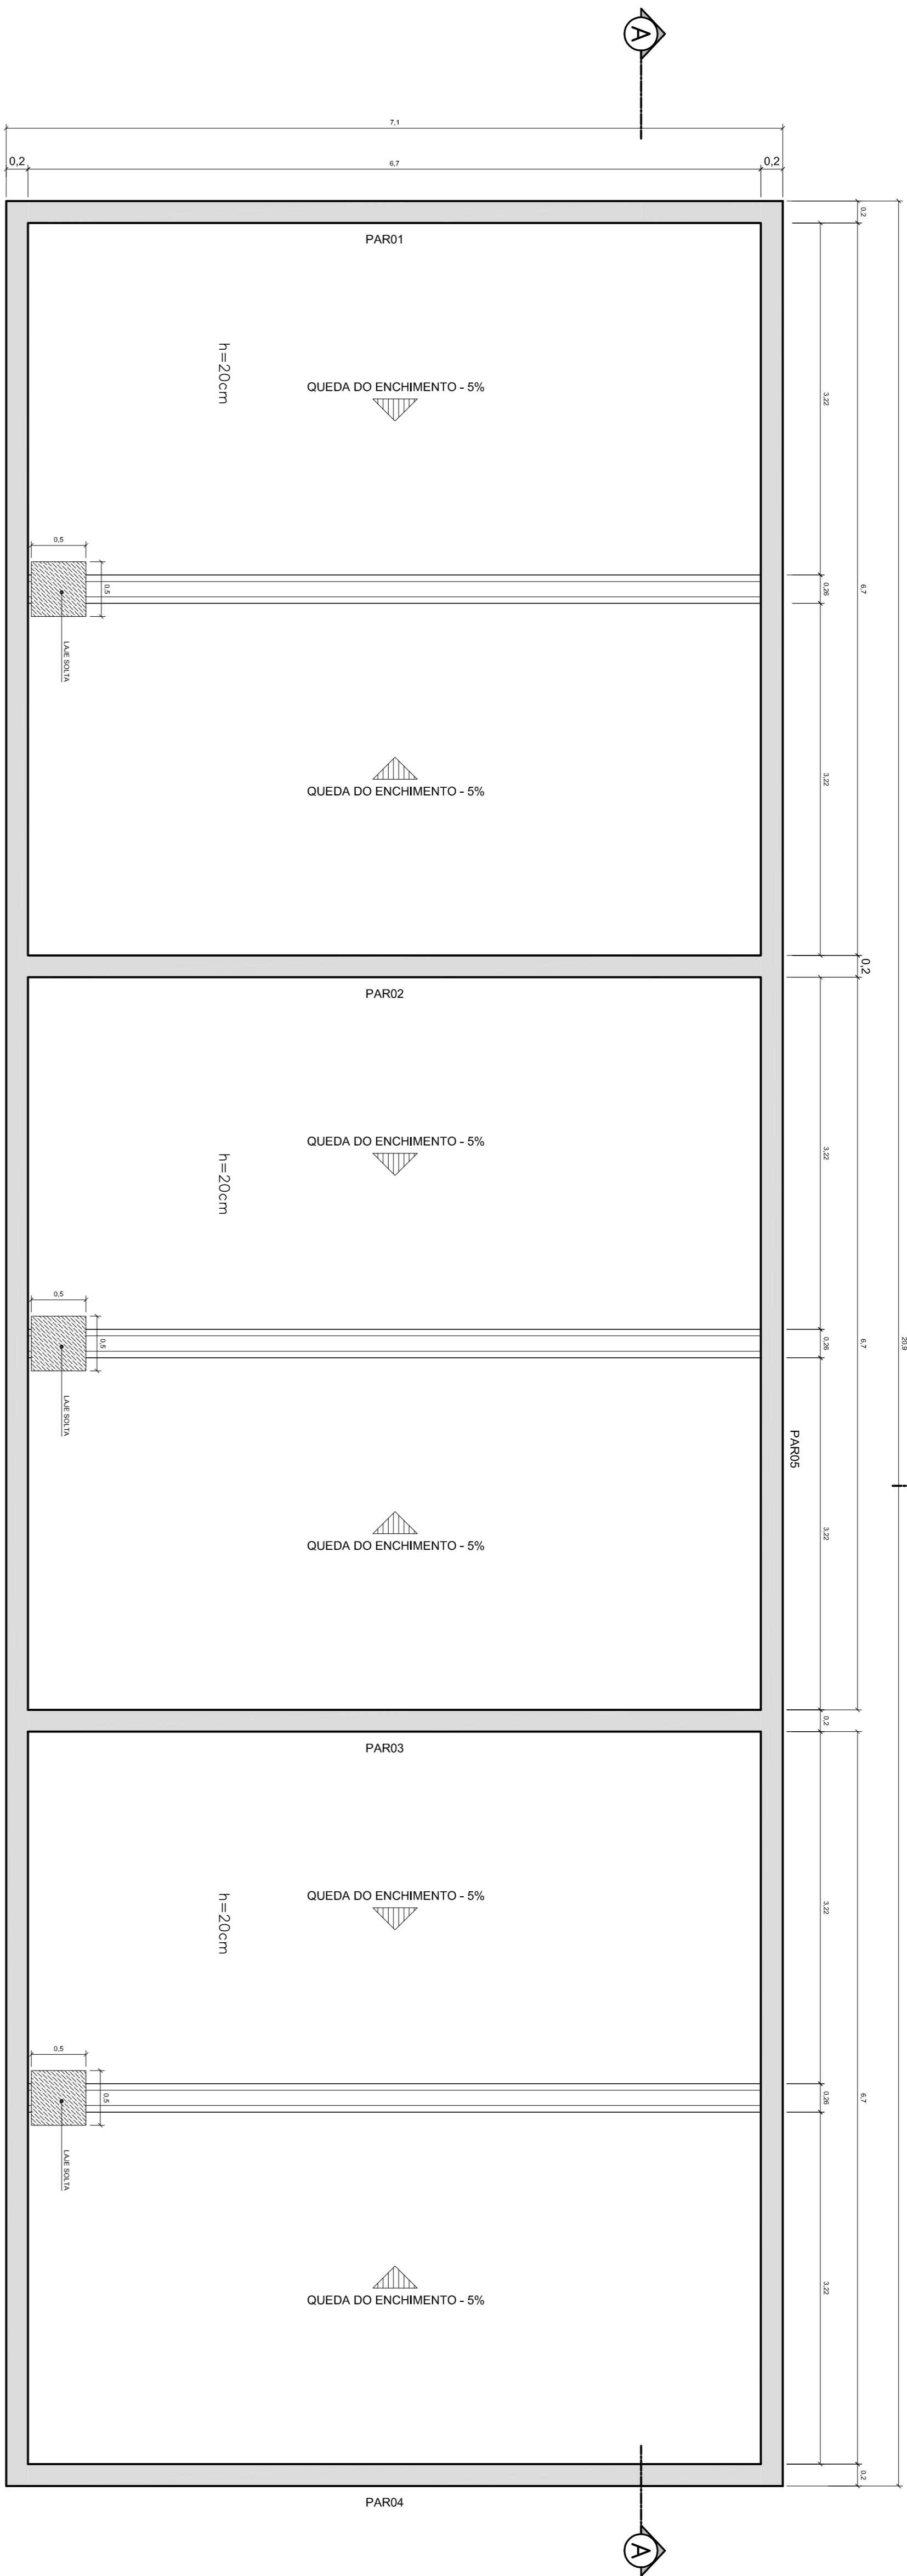 A
7,1
0,2
6,7
0,2
0,2
PAR01
3,22
h=20cm
QUEDA DO ENCHIMENTO - 5%
0,5
0,5
0,26
6,7
LAJE SOLTA
3,22
QUEDA DO ENCHIMENTO - 5%
0,2
PAR02
3,22
QUEDA DO ENCHIMENTO - 5%
h=20cm
0,5
0,5
0,26
6,7
20,9
LAJE SOLTA
PAR05
3,22
QUEDA DO ENCHIMENTO - 5%
0,2
PAR03
3,22
QUEDA DO ENCHIMENTO - 5%
h=20cm
0,5
0,5
0,26
6,7
LAJE SOLTA
3,22
QUEDA DO ENCHIMENTO - 5%
0,2
PAR04
A